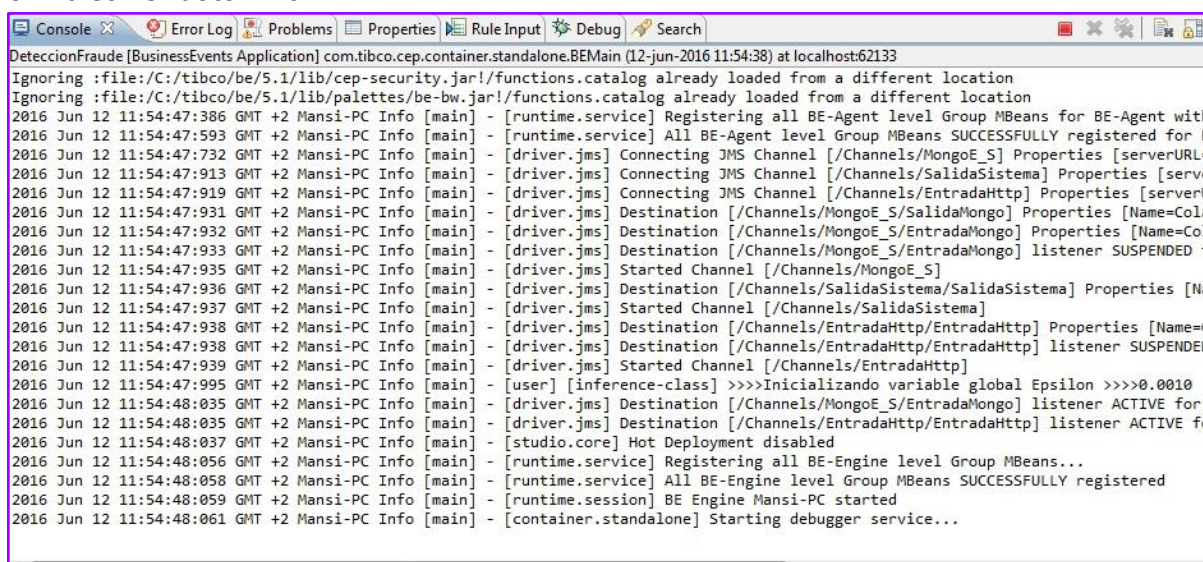 Console Error Log Problems Properties Rule Input Debug Search
DeteccionFraude [BusinessEvents Application] com.tibco.cep.container.standalone.BEMain (12-jun-2016 11:54:38) at localhost:62133
Ignoring :file:/C:/tibco/be/5.1/lib/cep-security.jar!/functions.catalog already loaded from a different location
Ignoring :file:/C:/tibco/be/5.1/lib/palettes/be-bw.jar!/functions.catalog already loaded from a different location
2016 Jun 12 11:54:47:386 GMT +2 Mansi-PC Info [main] - [runtime.service] Registering all BE-Agent level Group MBeans for BE-Agent wit
2016 Jun 12 11:54:47:593 GMT +2 Mansi-PC Info [main] - [runtime.service] All BE-Agent level Group MBeans SUCCESSFULLY registered for
2016 Jun 12 11:54:47:732 GMT +2 Mansi-PC Info [main] - [driver.jms] Connecting JMS Channel [/Channels/MongoE_S] Properties [serverURL
2016 Jun 12 11:54:47:913 GMT +2 Mansi-PC Info [main] - [driver.jms] Connecting JMS Channel [/Channels/SalidaSistema] Properties [serv
2016 Jun 12 11:54:47:919 GMT +2 Mansi-PC Info [main] - [driver.jms] Connecting JMS Channel [/Channels/EntradaHttp] Properties [server
2016 Jun 12 11:54:47:931 GMT +2 Mansi-PC Info [main] - [driver.jms] Destination [/Channels/MongoE_S/SalidaMongo] Properties [Name=Col
2016 Jun 12 11:54:47:932 GMT +2 Mansi-PC Info [main] - [driver.jms] Destination [/Channels/MongoE_S/EntradaMongo] Properties [Name=Co
2016 Jun 12 11:54:47:933 GMT +2 Mansi-PC Info [main] - [driver.jms] Destination [/Channels/MongoE_S/EntradaMongo] listener SUSPENDED
2016 Jun 12 11:54:47:935 GMT +2 Mansi-PC Info [main] - [driver.jms] Started Channel [/Channels/MongoE_S]
2016 Jun 12 11:54:47:936 GMT +2 Mansi-PC Info [main] - [driver.jms] Destination [/Channels/SalidaSistema/SalidaSistema] Properties [Na
2016 Jun 12 11:54:47:937 GMT +2 Mansi-PC Info [main] - [driver.jms] Started Channel [/Channels/SalidaSistema]
2016 Jun 12 11:54:47:938 GMT +2 Mansi-PC Info [main] - [driver.jms] Destination [/Channels/EntradaHttp/EntradaHttp] Properties [Name=
2016 Jun 12 11:54:47:938 GMT +2 Mansi-PC Info [main] - [driver.jms] Destination [/Channels/EntradaHttp/EntradaHttp] listener SUSPENDE
2016 Jun 12 11:54:47:939 GMT +2 Mansi-PC Info [main] - [driver.jms] Started Channel [/Channels/EntradaHttp]
2016 Jun 12 11:54:47:995 GMT +2 Mansi-PC Info [main] - [user] [inference-class] >>>>Inicializando variable global Epsilon >>>>0.0010
2016 Jun 12 11:54:48:035 GMT +2 Mansi-PC Info [main] - [driver.jms] Destination [/Channels/MongoE_S/EntradaMongo] listener ACTIVE for
2016 Jun 12 11:54:48:035 GMT +2 Mansi-PC Info [main] - [driver.jms] Destination [/Channels/EntradaHttp/EntradaHttp] listener ACTIVE f
2016 Jun 12 11:54:48:037 GMT +2 Mansi-PC Info [main] - [studio.core] Hot Deployment disabled
2016 Jun 12 11:54:48:056 GMT +2 Mansi-PC Info [main] - [runtime.service] Registering all BE-Engine level Group MBeans...
2016 Jun 12 11:54:48:058 GMT +2 Mansi-PC Info [main] - [runtime.service] All BE-Engine level Group MBeans SUCCESSFULLY registered
2016 Jun 12 11:54:48:059 GMT +2 Mansi-PC Info [main] - [runtime.session] BE Engine Mansi-PC started
2016 Jun 12 11:54:48:061 GMT +2 Mansi-PC Info [main] - [container.standalone] Starting debugger service...